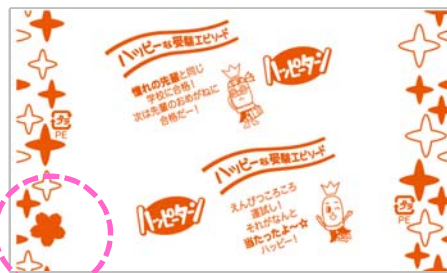 ハッピーな受験エピソード
憧れの先輩と同じ
学校に合格！
次は先輩のおめがねに
合格だー！
ハッピーターン
プラ
PE
ハッピーな受験エピソード
えんぴつころころ
運試し！
それがなんと
当たったよ～☆
ハッピー！
ハッピーターン
プラ
PE